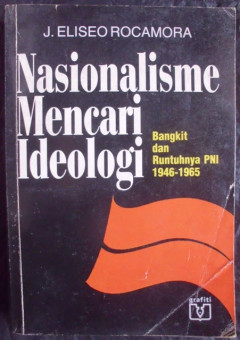 J. ELISEO ROCAMORA
Nasionalisme
Mencari
Ideologi
Bangkit
dan
Runtuhnya PNI
1946-1965
grafiti